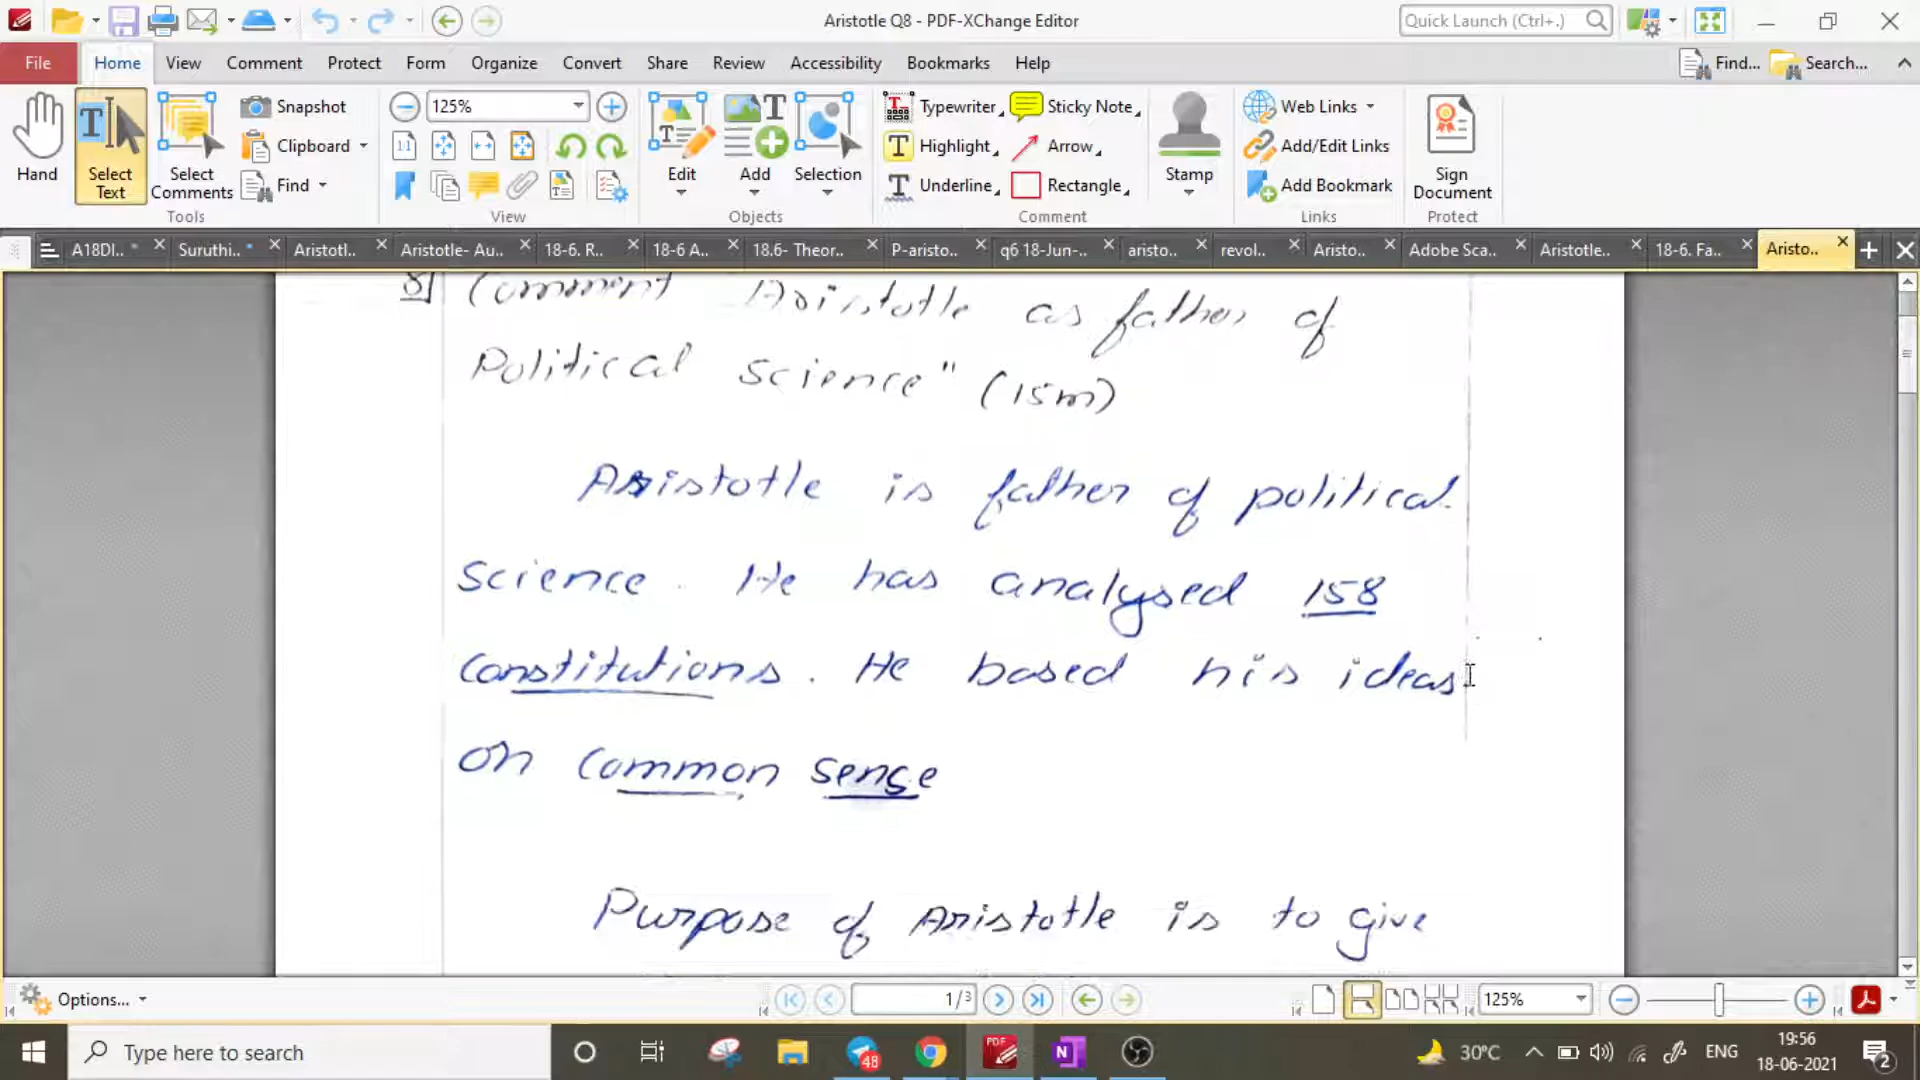 Aristotle Q8 - PDF-XChange Editor
Quick Launch (Ctrl+.)
File Home View Comment Protect Form Organize Convert Share Review Accessibility Bookmarks Help
Find... Search...
Hand
Select Text
Select Comments
Snapshot
Clipboard
Find
Tools
125%
View
Edit
Add
Selection
Objects
Typewriter
Highlight
Underline
Sticky Note
Arrow
Rectangle
Stamp
Comment
Web Links
Add/Edit Links
Add Bookmark
Links
Sign Document
Protect
A18DI.. * Suruthi.. * Aristotl.. Aristotle- Au.. 18-6. R.. 18-6 A.. 18.6- Theor.. P-aristo.. q6 18-Jun-.. aristo.. revol.. Aristo.. Adobe Sca.. Aristotle.. 18-6. Fa.. Aristo..
8] Comment Aristotle as father of
Political Science" (15m)
Aristotle is father of political
science. He has analysed 158
constitutions. He based his ideas
on common sense
Purpose of Aristotle is to give
Options...
1/3
125%
Type here to search
48
30°C
ENG
19:56
18-06-2021
2